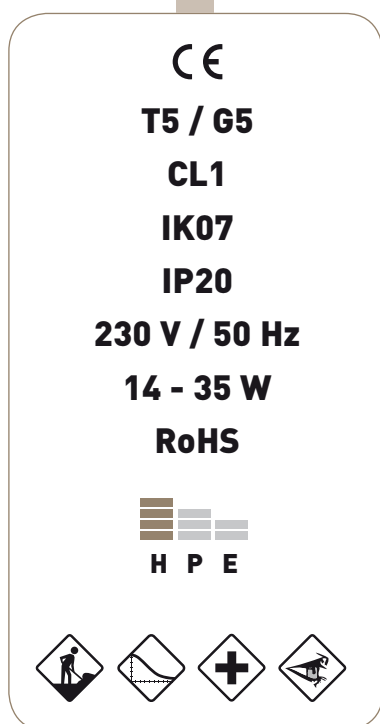 CE
T5 / G5
CL1
IK07
IP20
230 V / 50 Hz
14 - 35 W
RoHS
H P E